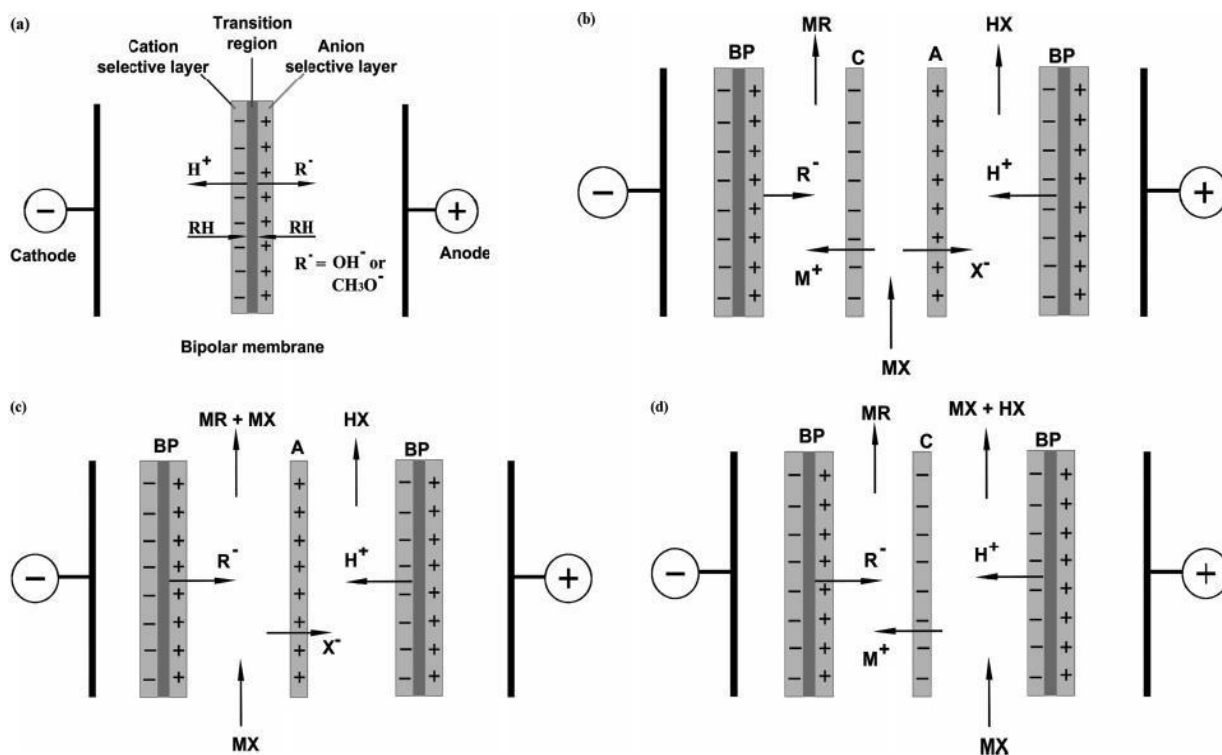 (a)
Transition
region
Cation
selective layer
Anion
selective layer
H+
R-
RH
RH
R- = OH- or
CH3O-
−
+
Cathode
Anode
Bipolar membrane
(b)
MR
HX
BP
C
A
BP
R-
H+
−
+
M+
X-
MX
(c)
MR + MX
HX
BP
A
BP
R-
H+
−
+
X-
MX
(d)
MR
MX + HX
BP
C
BP
R-
H+
−
+
M+
MX